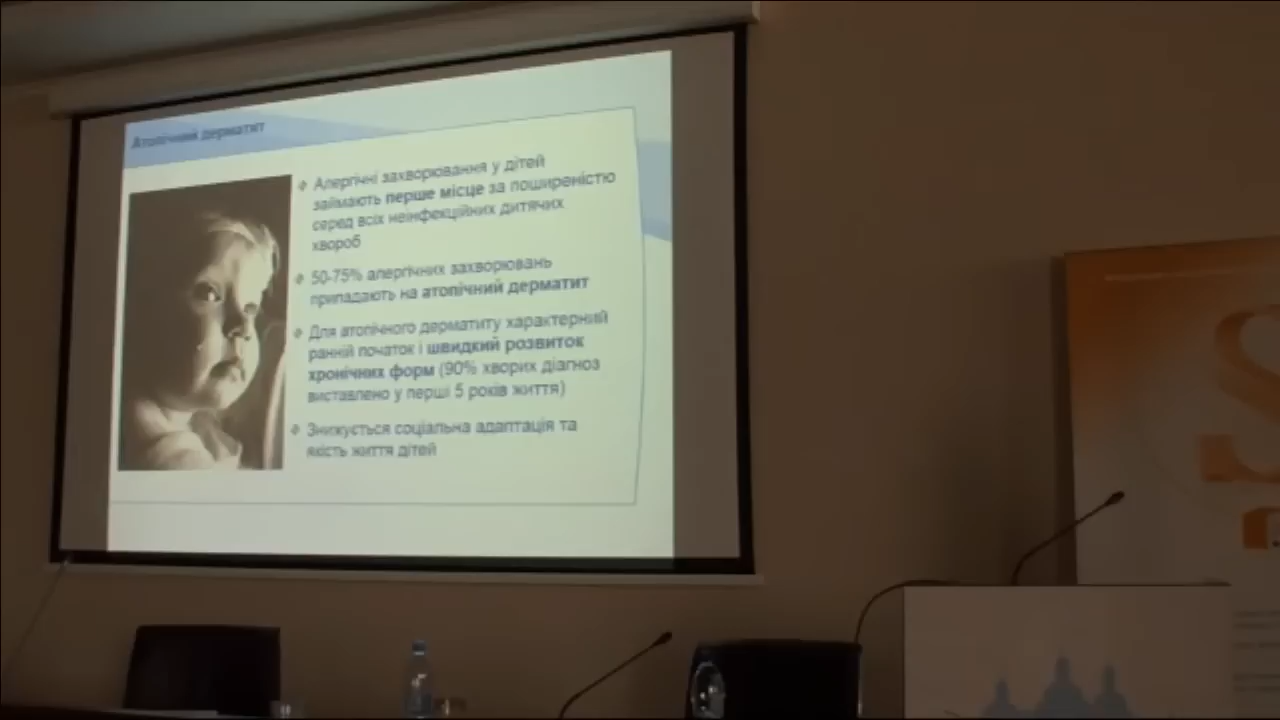 Атопічний дерматит
Алергічні захворювання у дітей
займають перше місце за поширеністю
серед всіх неінфекційних дитячих
хвороб
50-75% алергічних захворювань
припадають на атопічний дерматит
Для атопічного дерматиту характерний
ранній початок і швидкий розвиток
хронічних форм (90% хворих діагноз
виставлено у перші 5 років життя)
Знижується соціальна адаптація та
якість життя дітей
S